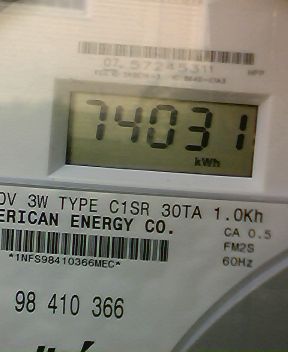 07 57245311
74031
kWh
0V 3W TYPE C1SR 30TA 1.0Kh
ERICAN ENERGY CO.
CA 0.5
FM2S
60Hz
*1NFS98410366MEC*
98 410 366